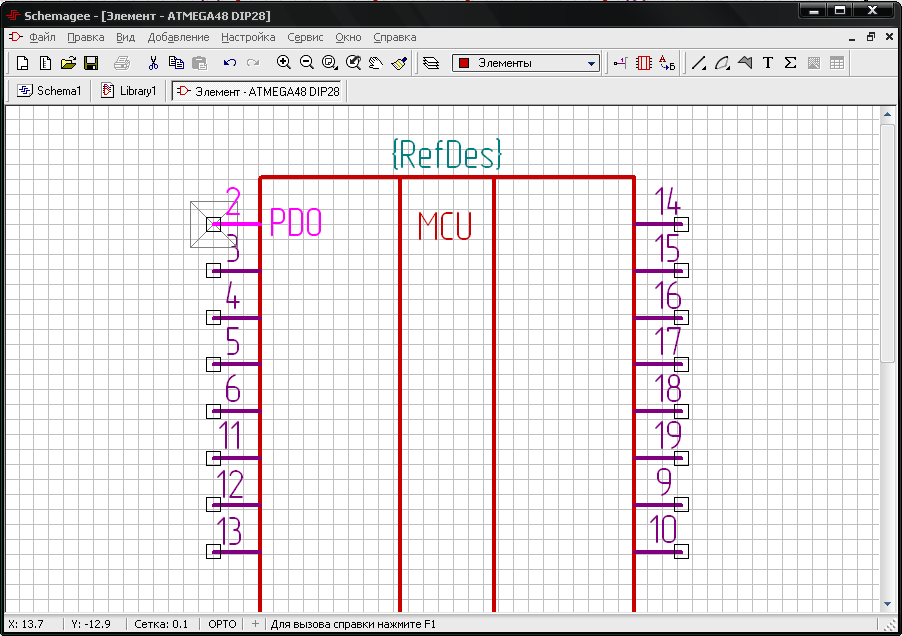 Schemagee - [Элемент - ATMEGA48 DIP28]
Файл Правка Вид Добавление Настройка Сервис Окно Справка
Элементы
Schema1 Library1 Элемент - ATMEGA48 DIP28
{RefDes}
2 PD0 MCU 14
3 15
4 16
5 17
6 18
11 19
12 9
13 10
X: 13.7 Y: -12.9 Сетка: 0.1 ОРТО + Для вызова справки нажмите F1